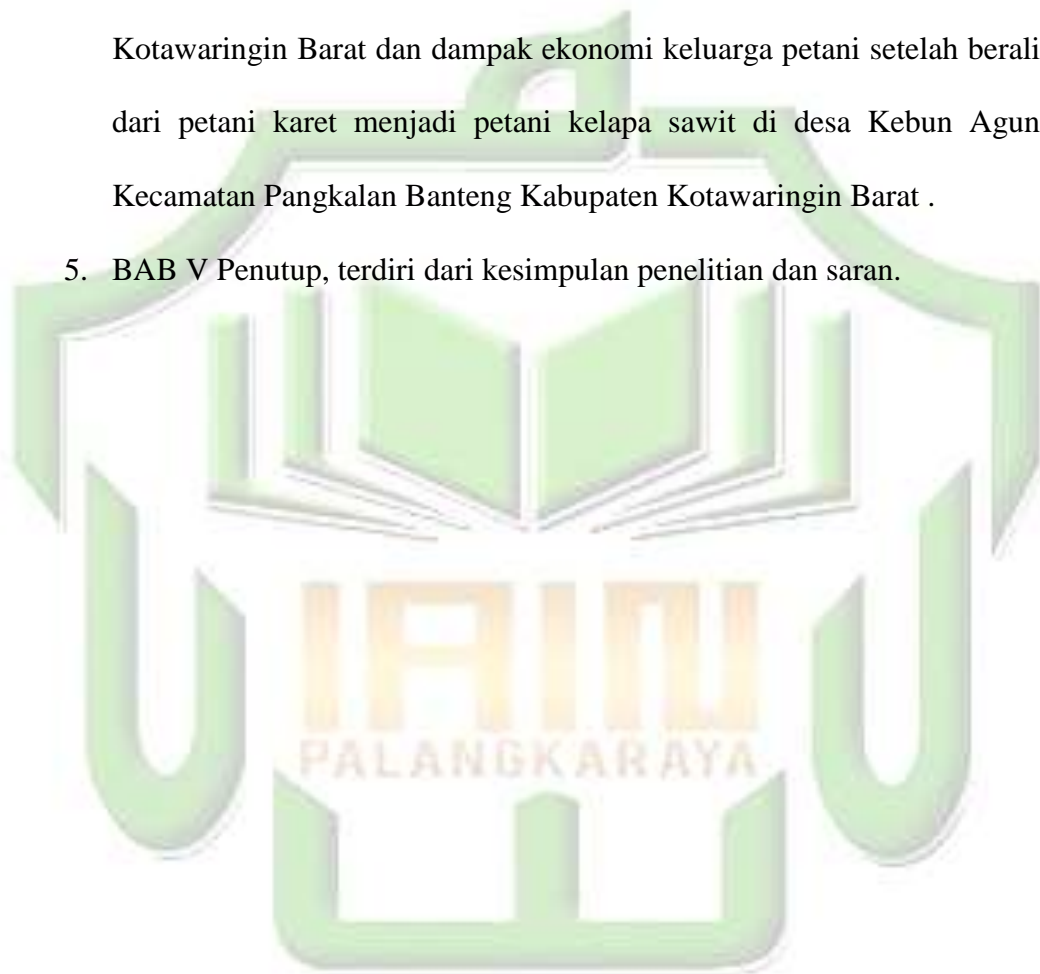 Kotawaringin Barat dan dampak ekonomi keluarga petani setelah berali
dari petani karet menjadi petani kelapa sawit di desa Kebun Agun
Kecamatan Pangkalan Banteng Kabupaten Kotawaringin Barat .
5. BAB V Penutup, terdiri dari kesimpulan penelitian dan saran.
IAIN
PALANGKARAYA